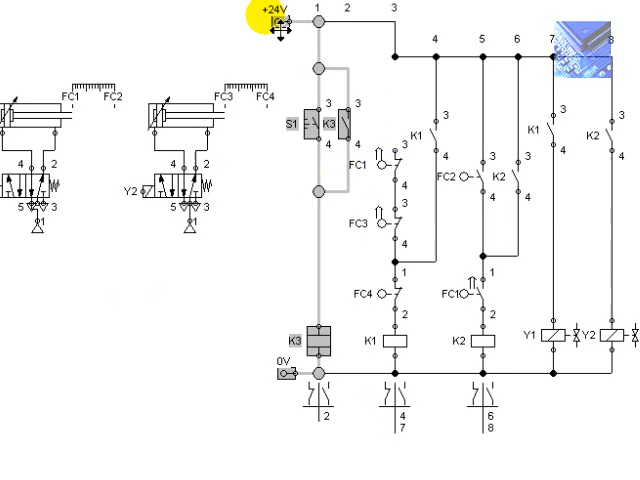 +24V 1 2 3
4 5 6 7 8
FC1 FC2 FC3 FC4
3 3
S1 K3
4 4
3 3 3 3 3
K1 K1 K2
4 4 4
FC1 3
4 2 4 2
FC2 K2
4 4 4
Y2
5 3 5 3
1 1
3
FC3
4
1 1
FC4 FC1
2 2
K3 K1 K2 Y1 Y2
0V
2 4 6
7 8